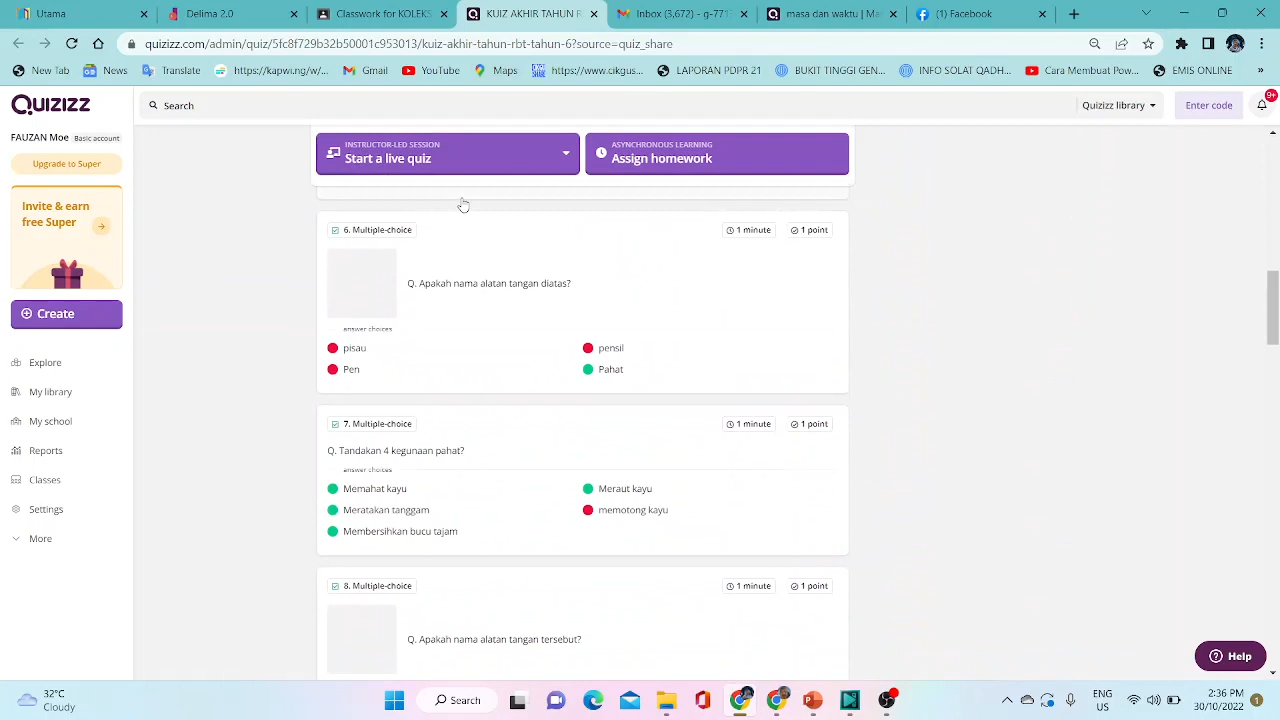 Utama
Delima 2.0
Classwork for KOLEKS
KUIZ AKHIR TAHUN R
Inbox (3,672) - g-771
masa dan waktu | Ma
Facebook
quizizz.com/admin/quiz/5fc8f729b32b50001c953013/kuiz-akhir-tahun-rbt-tahun-6?source=quiz_share
New Tab
News
Translate
https://kapwi.ng/w...
Gmail
YouTube
Maps
https://www.cikgus...
LAPORAN PDPR 21
BUKIT TINGGI GEN...
INFO SOLAT QADH...
Cara Membuat Pow...
EMIS ONLINE
»
QUIZIZZ
Search
Quizizz library
Enter code
9+
FAUZAN Moe
Basic account
Upgrade to Super
Invite & earn
free Super
Create
Explore
My library
My school
Reports
Classes
Settings
More
INSTRUCTOR-LED SESSION
Start a live quiz
ASYNCHRONOUS LEARNING
Assign homework
6. Multiple-choice
1 minute
1 point
Q. Apakah nama alatan tangan diatas?
answer choices
pisau
pensil
Pen
Pahat
7. Multiple-choice
1 minute
1 point
Q. Tandakan 4 kegunaan pahat?
answer choices
Memahat kayu
Meraut kayu
Meratakan tanggam
memotong kayu
Membersihkan bucu tajam
8. Multiple-choice
1 minute
1 point
Q. Apakah nama alatan tangan tersebut?
Help
32°C
Cloudy
Search
ENG
US
30/10/2022
1